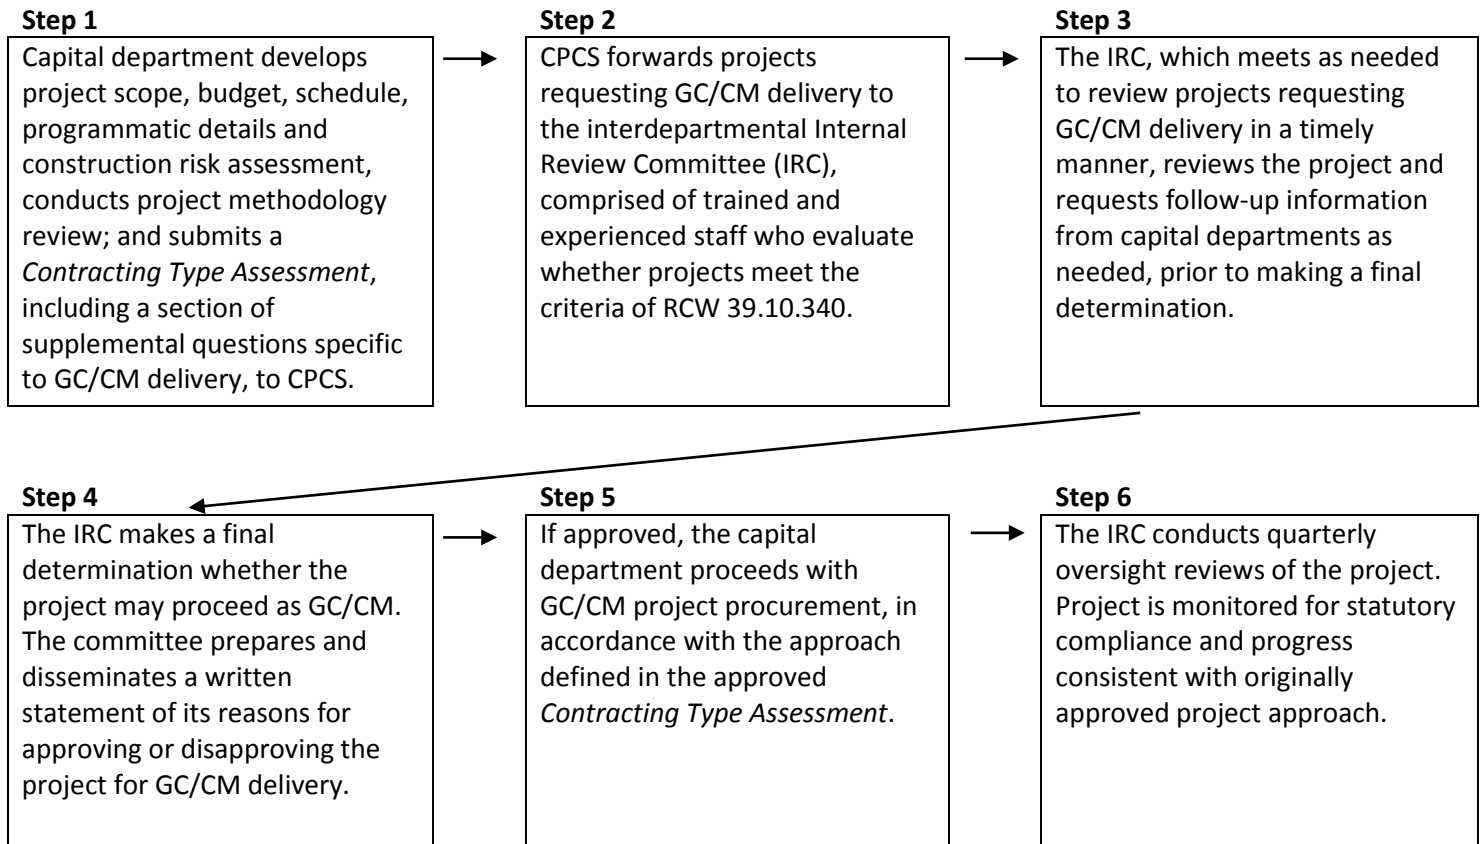 Step 1
Capital department develops
project scope, budget, schedule,
programmatic details and
construction risk assessment,
conducts project methodology
review; and submits a
Contracting Type Assessment,
including a section of
supplemental questions specific
to GC/CM delivery, to CPCS.
Step 2
CPCS forwards projects
requesting GC/CM delivery to
the interdepartmental Internal
Review Committee (IRC),
comprised of trained and
experienced staff who evaluate
whether projects meet the
criteria of RCW 39.10.340.
Step 3
The IRC, which meets as needed
to review projects requesting
GC/CM delivery in a timely
manner, reviews the project and
requests follow-up information
from capital departments as
needed, prior to making a final
determination.
Step 4
The IRC makes a final
determination whether the
project may proceed as GC/CM.
The committee prepares and
disseminates a written
statement of its reasons for
approving or disapproving the
project for GC/CM delivery.
Step 5
If approved, the capital
department proceeds with
GC/CM project procurement, in
accordance with the approach
defined in the approved
Contracting Type Assessment.
Step 6
The IRC conducts quarterly
oversight reviews of the project.
Project is monitored for statutory
compliance and progress
consistent with originally
approved project approach.